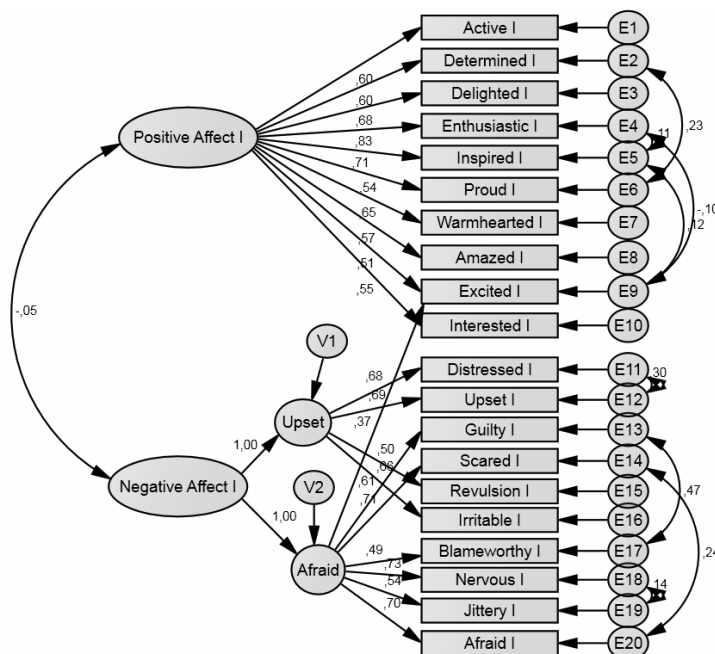 Active I
E1
Determined I
E2
,60
Delighted I
E3
,60
Enthusiastic I
E4
,68
,11
,23
Positive Affect I
,83
Inspired I
E5
,71
Proud I
E6
,54
Warmhearted I
E7
-,10
,12
,65
Amazed I
E8
,57
,51
Excited I
E9
,55
Interested I
E10
-,05
V1
Distressed I
E11
,30
,68
,69
Upset I
E12
Upset
,37
Guilty I
E13
1,00
,50
Scared I
E14
,66
,61
Negative Affect I
V2
,71
Revulsion I
E15
,47
Irritable I
E16
1,00
,49
Blameworthy I
E17
,24
Afraid
,73
Nervous I
E18
,14
,54
Jittery I
E19
,70
Afraid I
E20